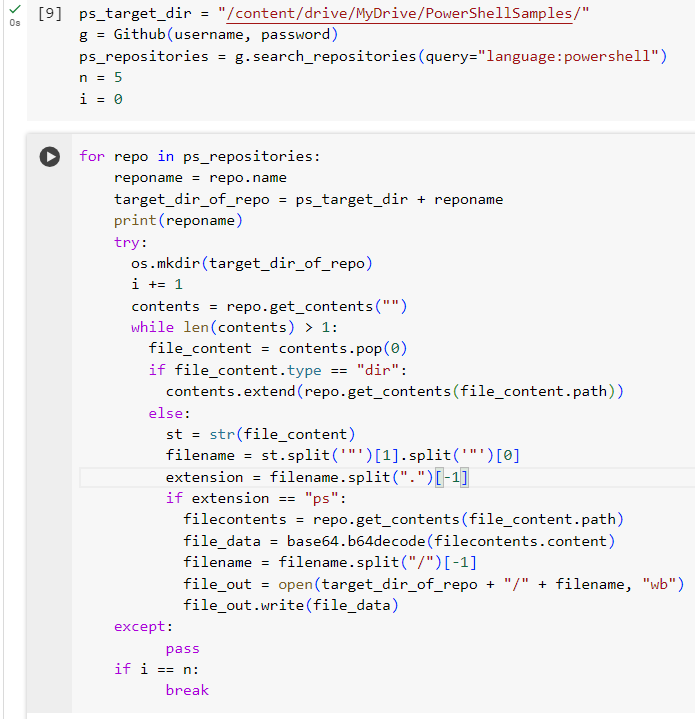 [9] ps_target_dir = "/content/drive/MyDrive/PowerShellSamples/"
0s g = Github(username, password)
ps_repositories = g.search_repositories(query="language:powershell")
n = 5
i = 0
for repo in ps_repositories:
reponame = repo.name
target_dir_of_repo = ps_target_dir + reponame
print(reponame)
try:
os.mkdir(target_dir_of_repo)
i += 1
contents = repo.get_contents("")
while len(contents) > 1:
file_content = contents.pop(0)
if file_content.type == "dir":
contents.extend(repo.get_contents(file_content.path))
else:
st = str(file_content)
filename = st.split('"')[1].split('"')[0]
extension = filename.split(".")[-1]
if extension == "ps":
filecontents = repo.get_contents(file_content.path)
file_data = base64.b64decode(filecontents.content)
filename = filename.split("/")[-1]
file_out = open(target_dir_of_repo + "/" + filename, "wb")
file_out.write(file_data)
except:
pass
if i == n:
break